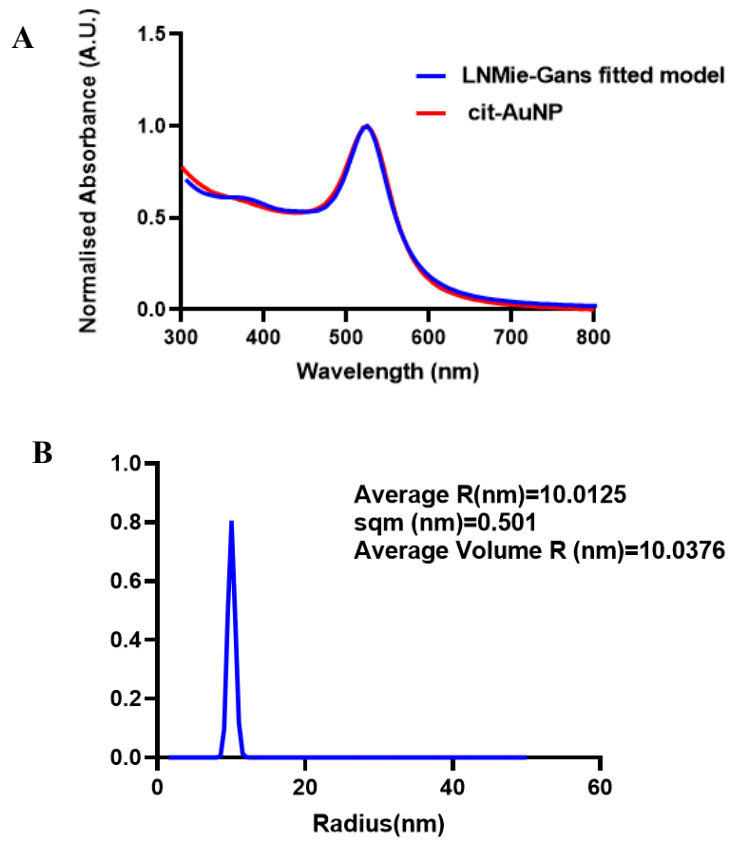 A
Normalised Absorbance (A.U.)
1.5
1.0
0.5
0.0
300 400 500 600 700 800
Wavelength (nm)
LNMie-Gans fitted model
cit-AuNP
B
1.0
0.8
0.6
0.4
0.2
0.0
0 20 40 60
Radius(nm)
Average R(nm)=10.0125
sqm (nm)=0.501
Average Volume R (nm)=10.0376